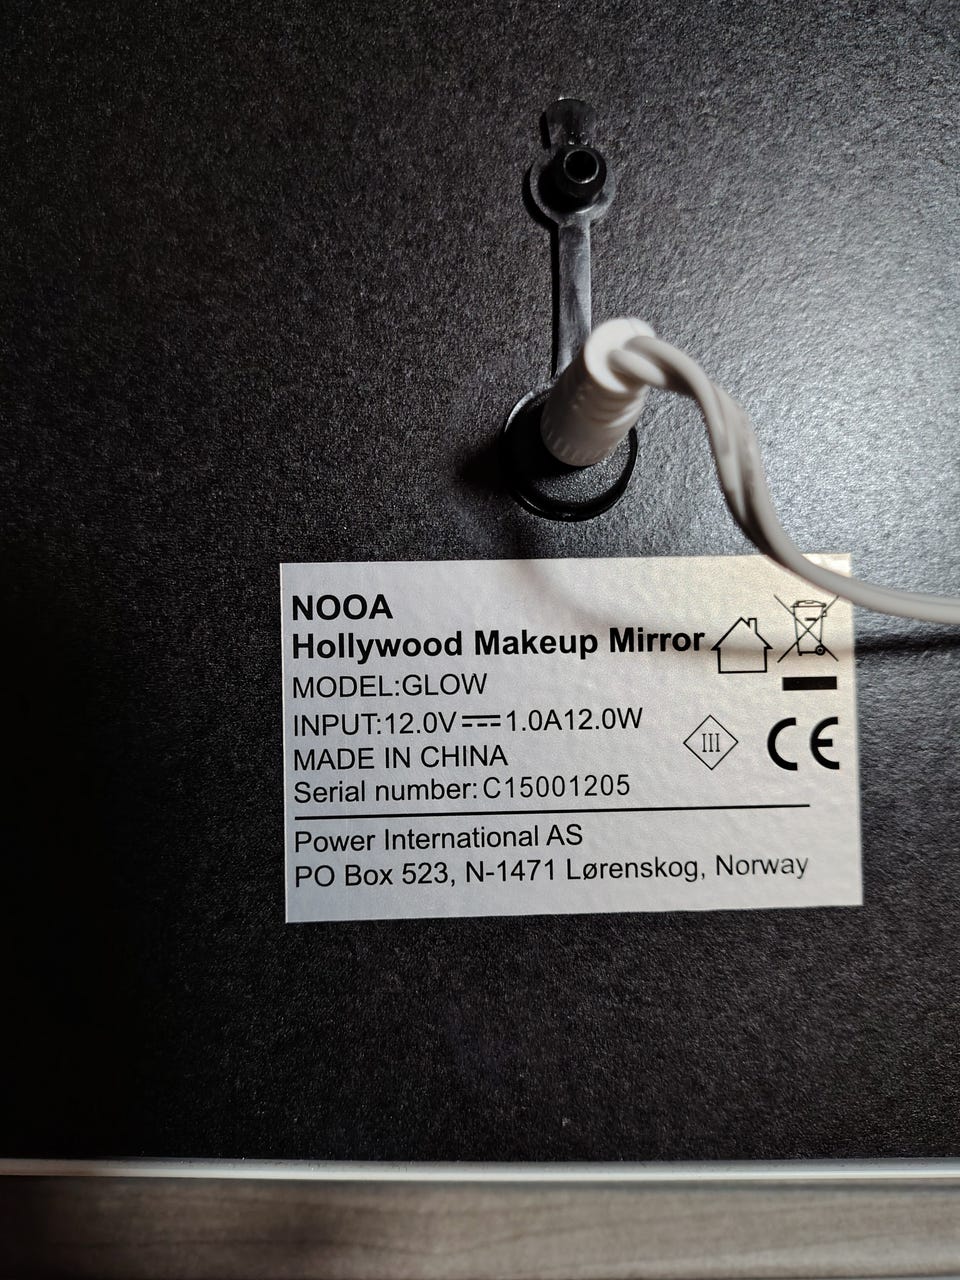 NOOA
Hollywood Makeup Mirror
MODEL:GLOW
INPUT:12.0V⎓1.0A12.0W
III
CE
MADE IN CHINA
Serial number:C15001205
Power International AS
PO Box 523, N-1471 Lørenskog, Norway